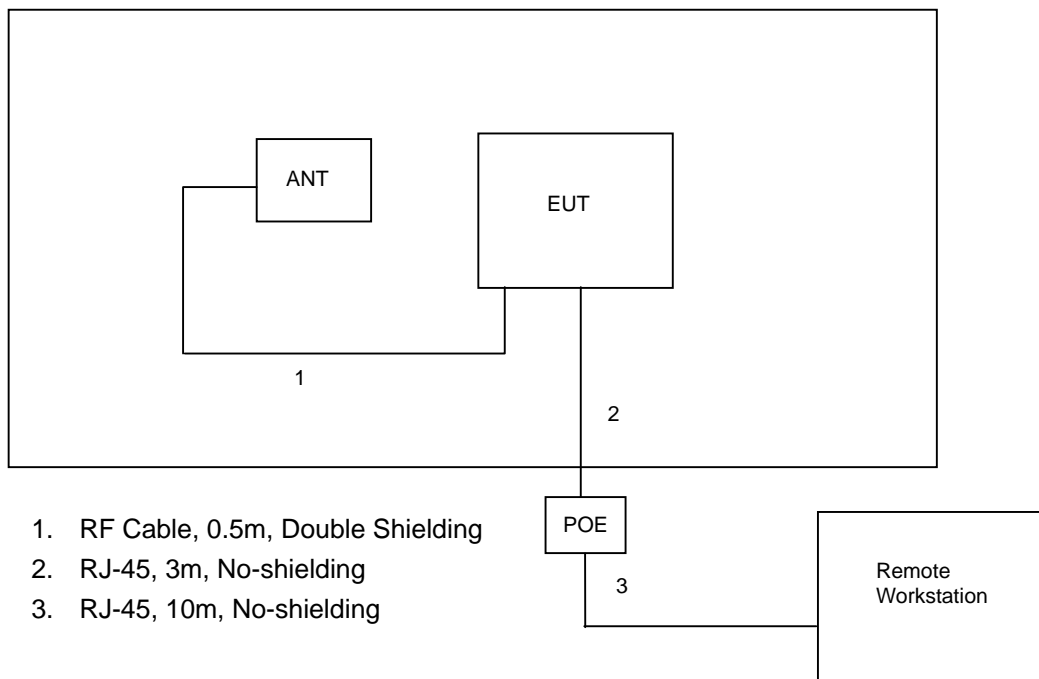 ANT
EUT
1
2
1. RF Cable, 0.5m, Double Shielding
2. RJ-45, 3m, No-shielding
3. RJ-45, 10m, No-shielding
POE
3
Remote
Workstation